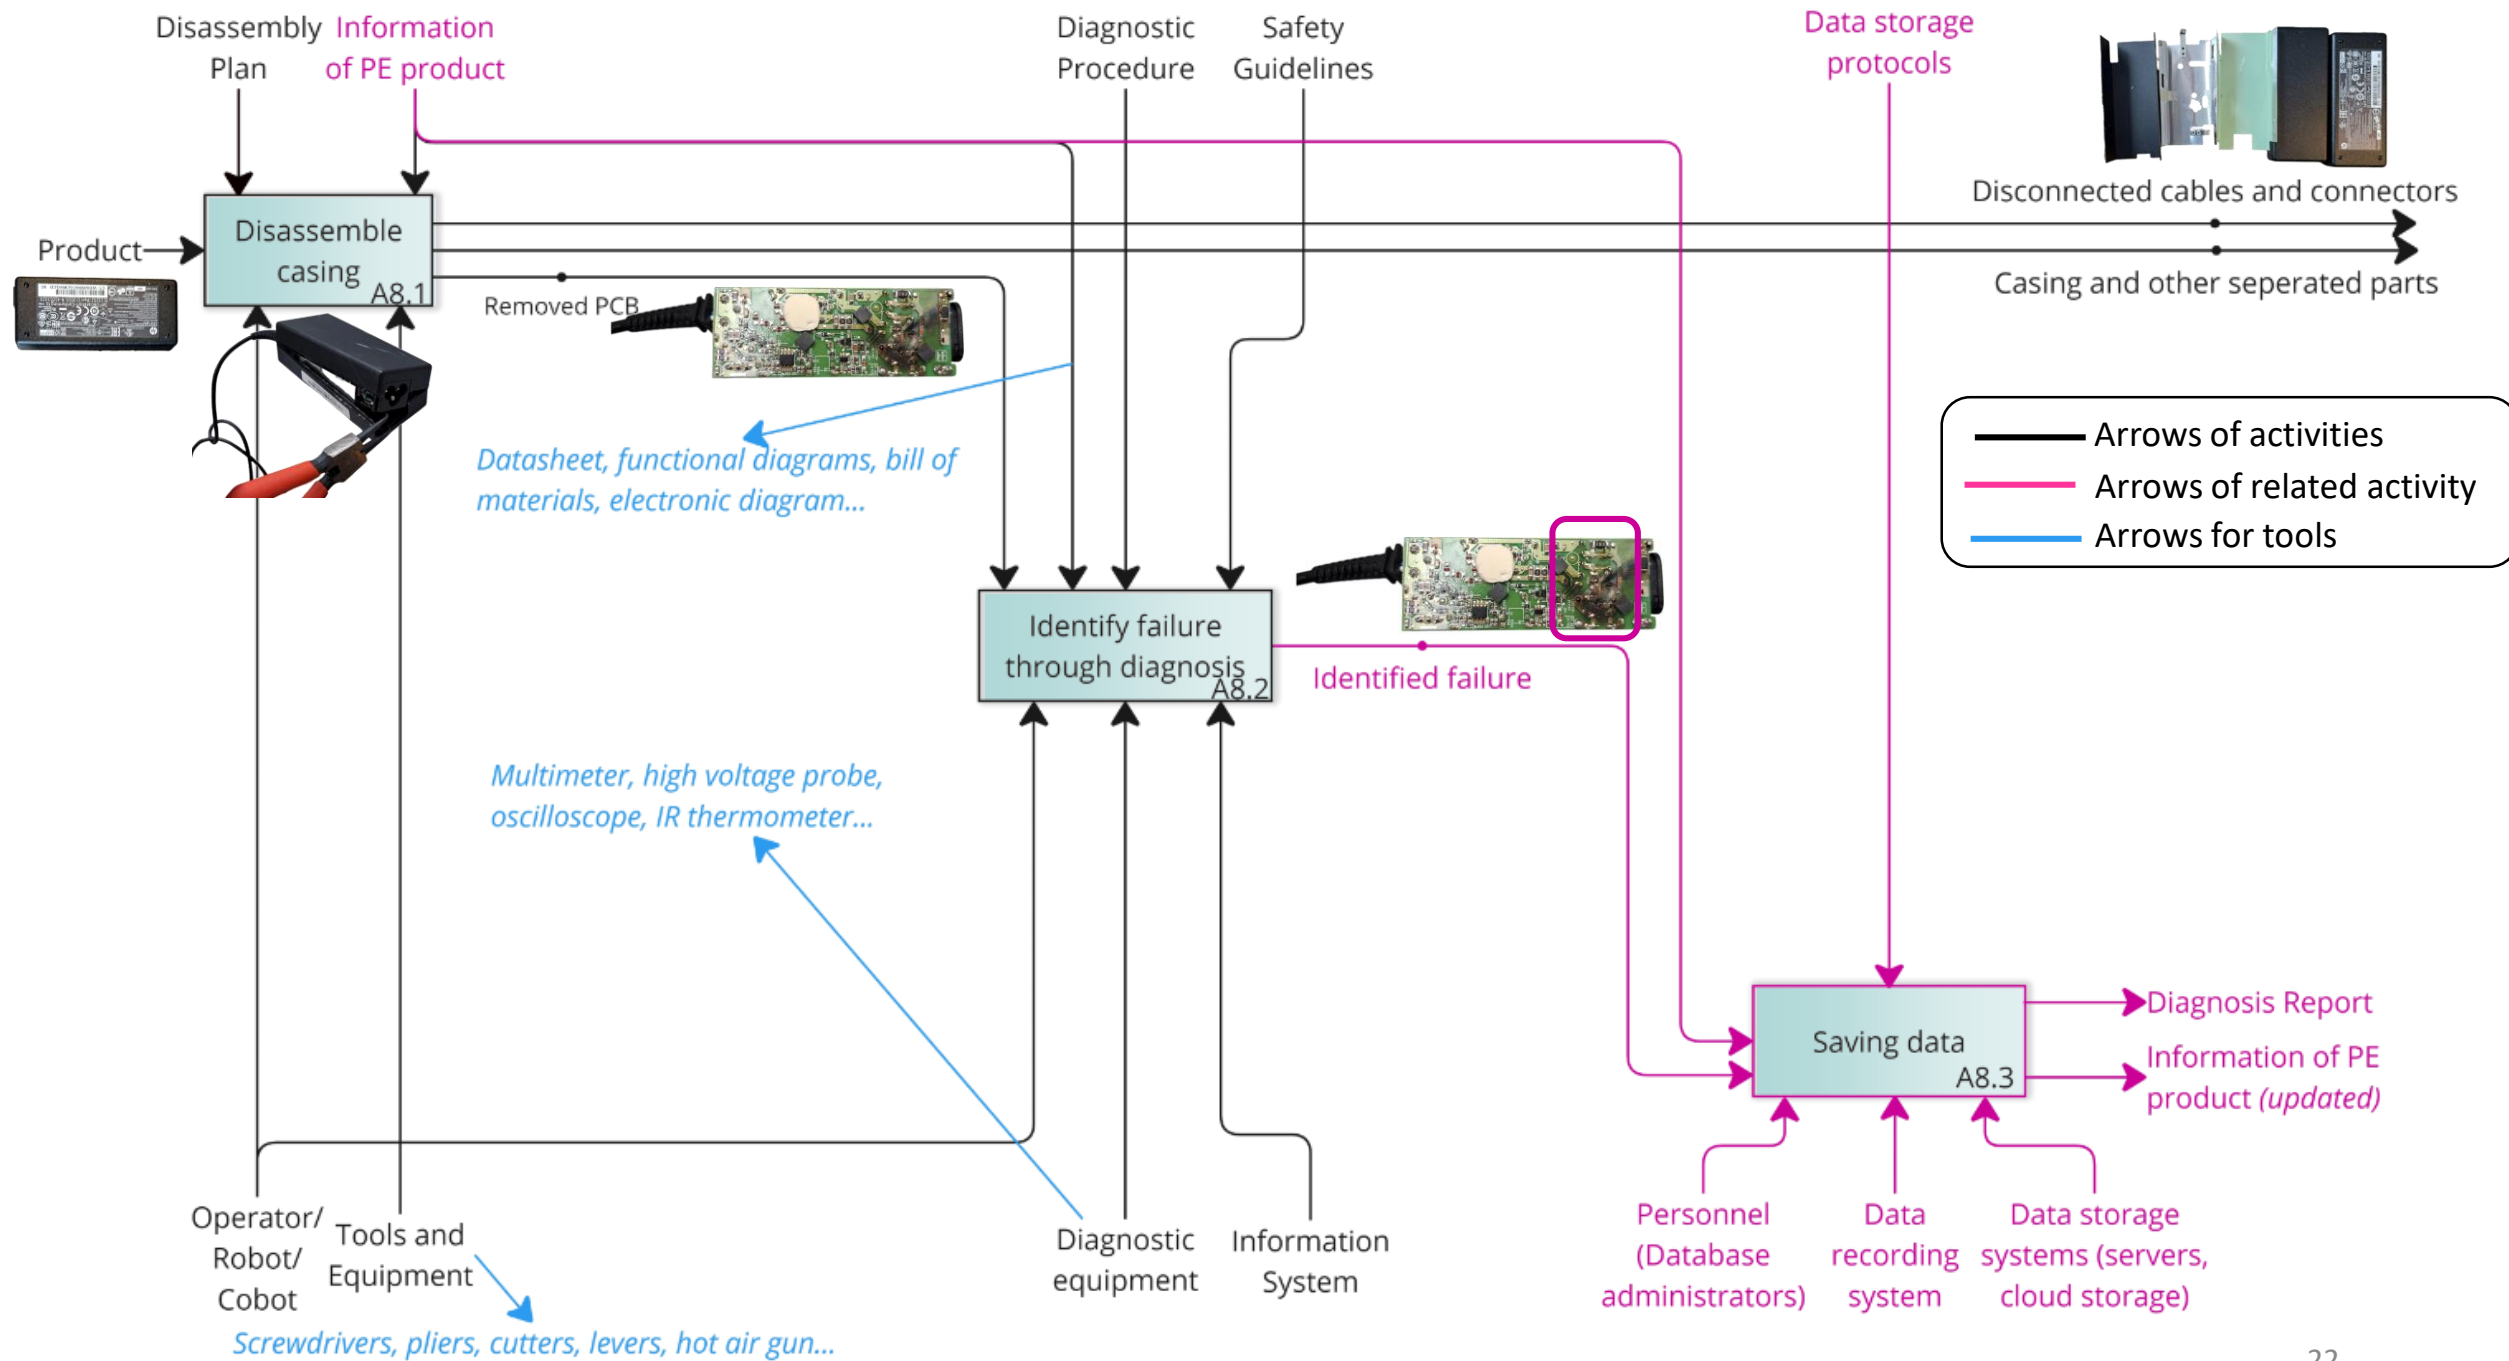 Disassembly
Plan
Information
of PE product
Diagnostic
Procedure
Safety
Guidelines
Data storage
protocols
Disconnected cables and connectors
Product
Disassemble
casing
A8.1
Removed PCB
Casing and other seperated parts
Arrows of activities
Arrows of related activity
Arrows for tools
Datasheet, functional diagrams, bill of
materials, electronic diagram...
Identify failure
through diagnosis
A8.2
Identified failure
Multimeter, high voltage probe,
oscilloscope, IR thermometer...
Saving data
A8.3
Diagnosis Report
Information of PE
product (updated)
Operator/
Robot/
Cobot
Tools and
Equipment
Diagnostic
equipment
Information
System
Personnel
(Database
administrators)
Data
recording
system
Data storage
systems (servers,
cloud storage)
Screwdrivers, pliers, cutters, levers, hot air gun...
22